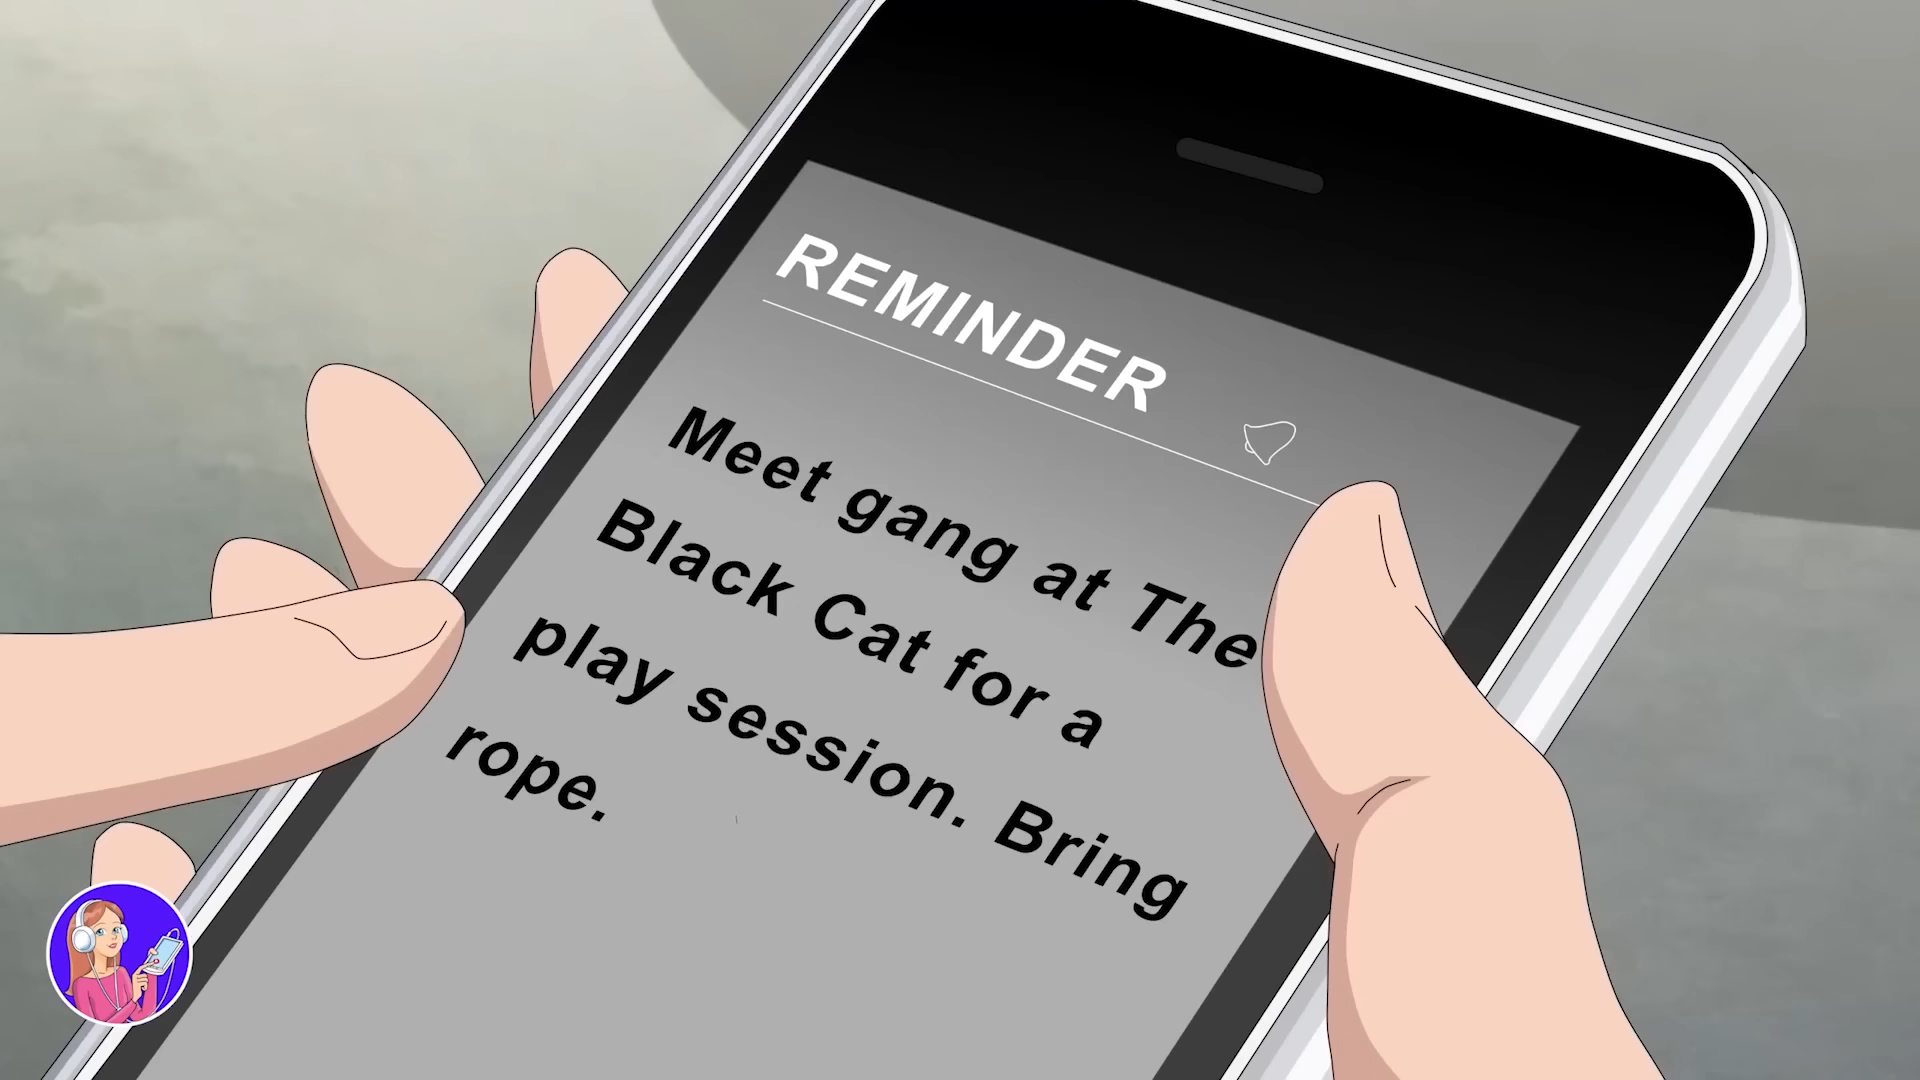 REMINDER
Meet gang at The
Black Cat for a
play session. Bring
rope.